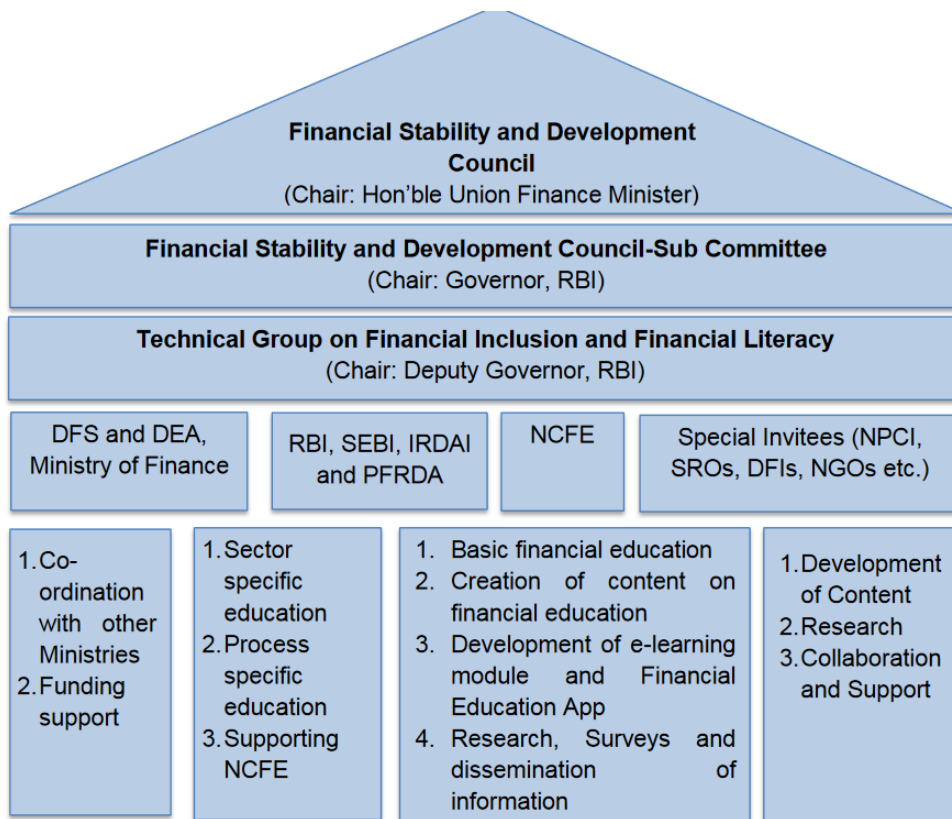 Financial Stability and Development
Council
(Chair: Hon’ble Union Finance Minister)
Financial Stability and Development Council-Sub Committee
(Chair: Governor, RBI)
Technical Group on Financial Inclusion and Financial Literacy
(Chair: Deputy Governor, RBI)
DFS and DEA,
Ministry of Finance
RBI, SEBI, IRDAI
and PFRDA
NCFE
Special Invitees (NPCI,
SROs, DFIs, NGOs etc.)
1.Co-
ordination
with other
Ministries
2.Funding
support
1.Sector
specific
education
2.Process
specific
education
3.Supporting
NCFE
1. Basic financial education
2. Creation of content on
financial education
3. Development of e-learning
module and Financial
Education App
4. Research, Surveys and
dissemination of
information
1.Development
of Content
2.Research
3.Collaboration
and Support